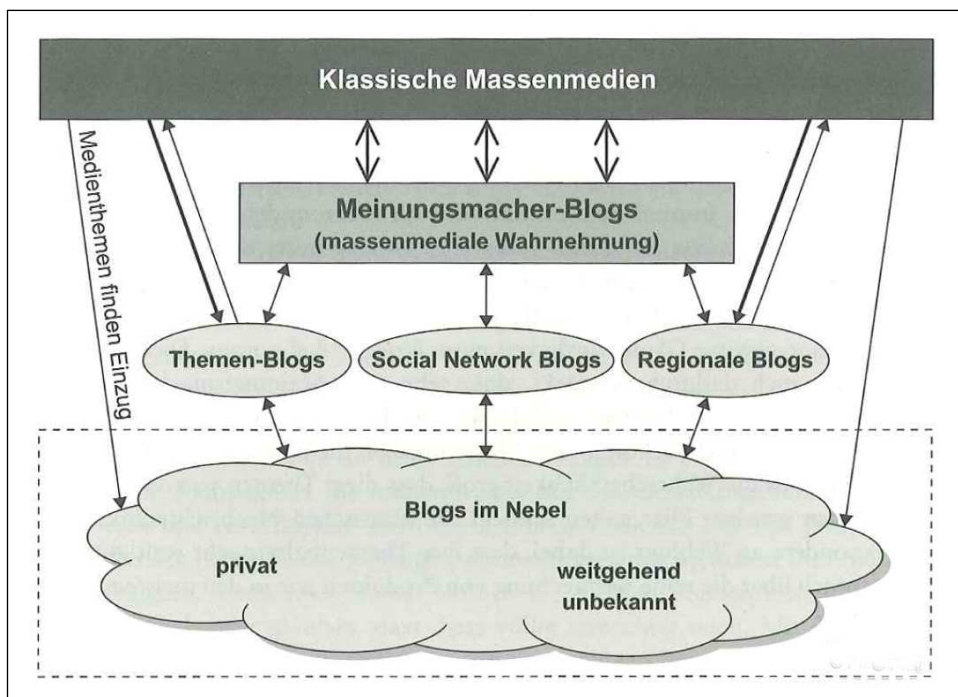 Klassische Massenmedien
Medienthemen finden Einzug
Meinungsmacher-Blogs
(massenmediale Wahrnehmung)
Themen-Blogs
Social Network Blogs
Regionale Blogs
Blogs im Nebel
privat
weitgehend
unbekannt